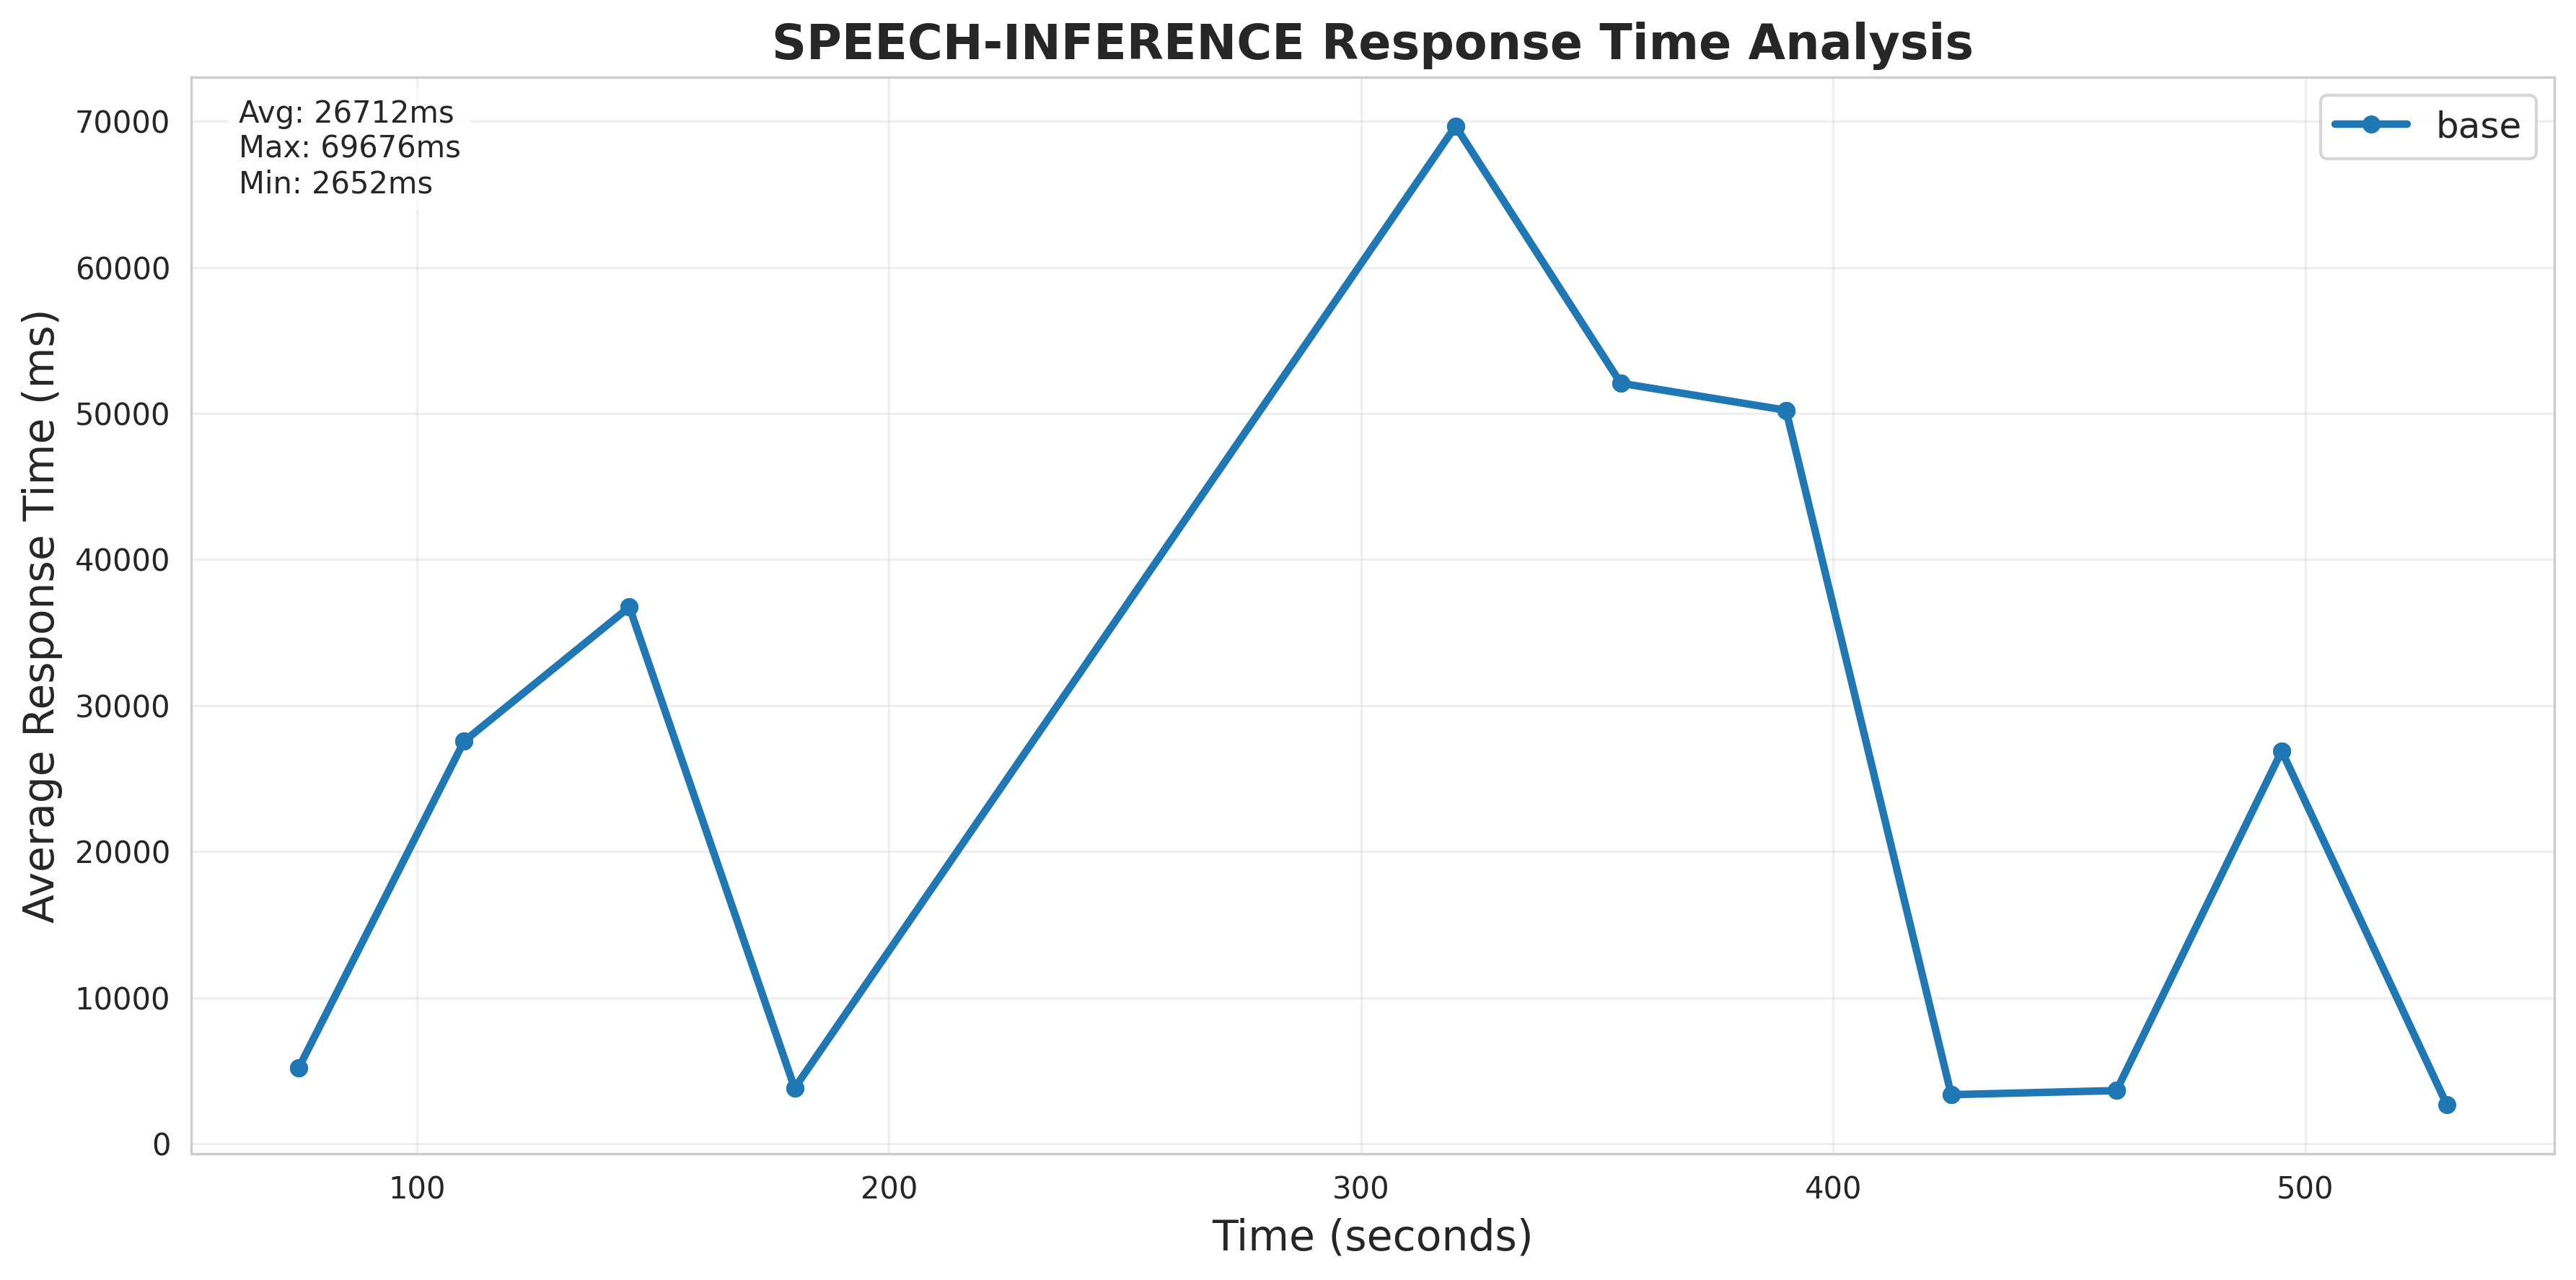 SPEECH-INFERENCE Response Time Analysis
Avg: 26712ms
Max: 69676ms
Min: 2652ms
base
Average Response Time (ms)
70000
60000
50000
40000
30000
20000
10000
0
100
200
300
400
500
Time (seconds)